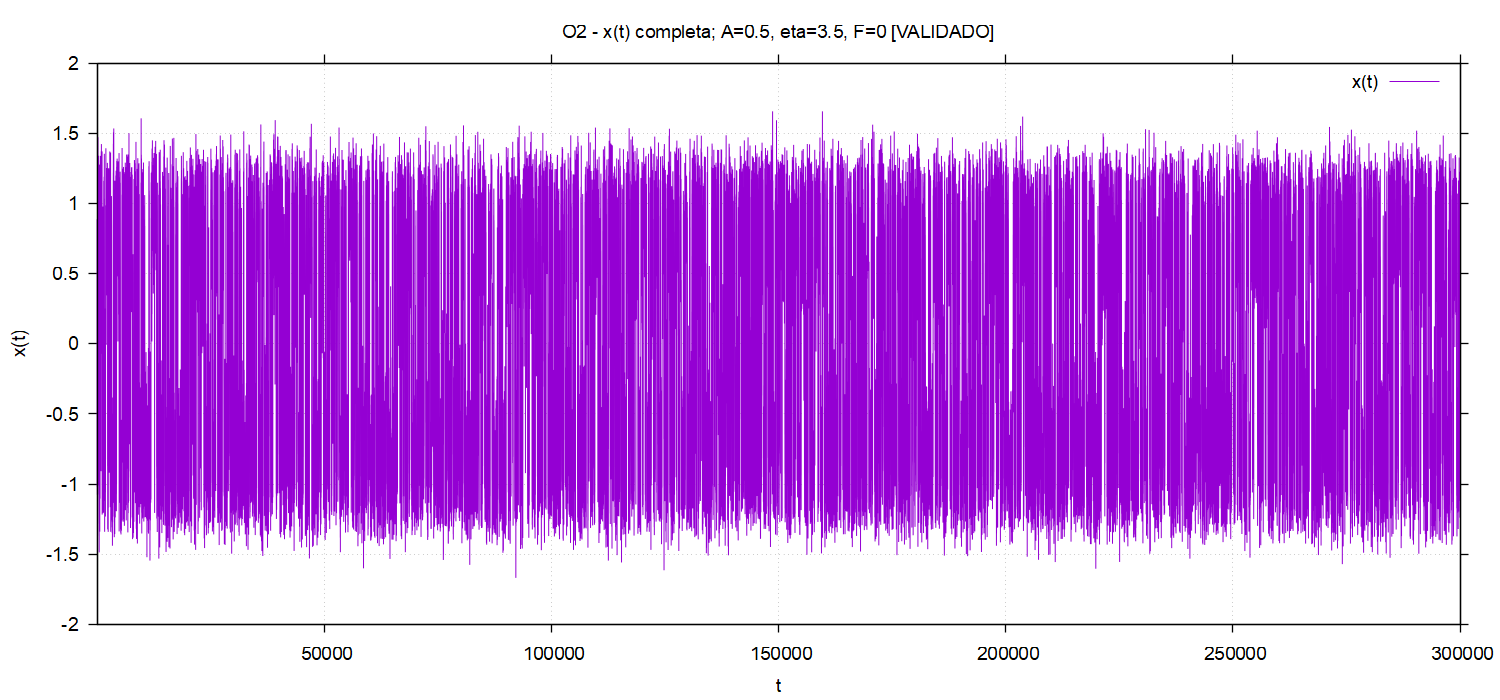 O2 - x(t) completa; A=0.5, eta=3.5, F=0 [VALIDADO]
x(t)
2
1.5
1
0.5
0
-0.5
-1
-1.5
-2
x(t)
50000 100000 150000 200000 250000 300000
t